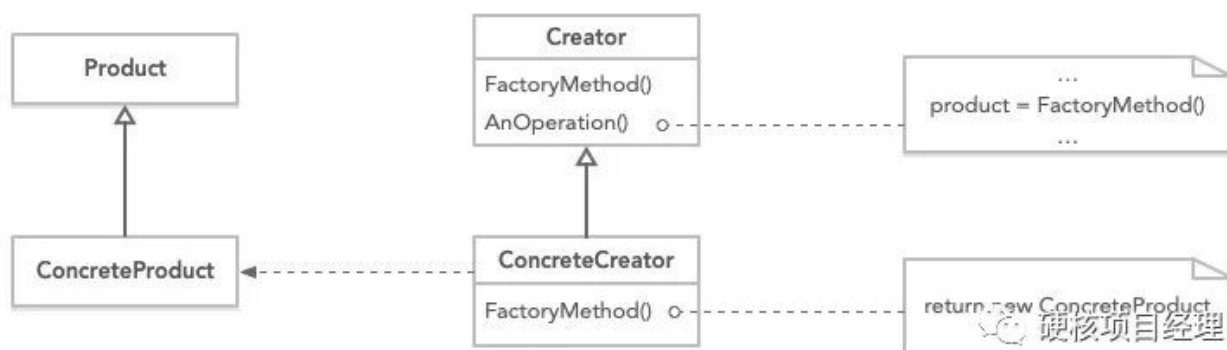 Product
Creator
FactoryMethod()
AnOperation()
...
product = FactoryMethod()
...
ConcreteProduct
ConcreteCreator
FactoryMethod()
return new ConcreteProduct
硬核项目经理